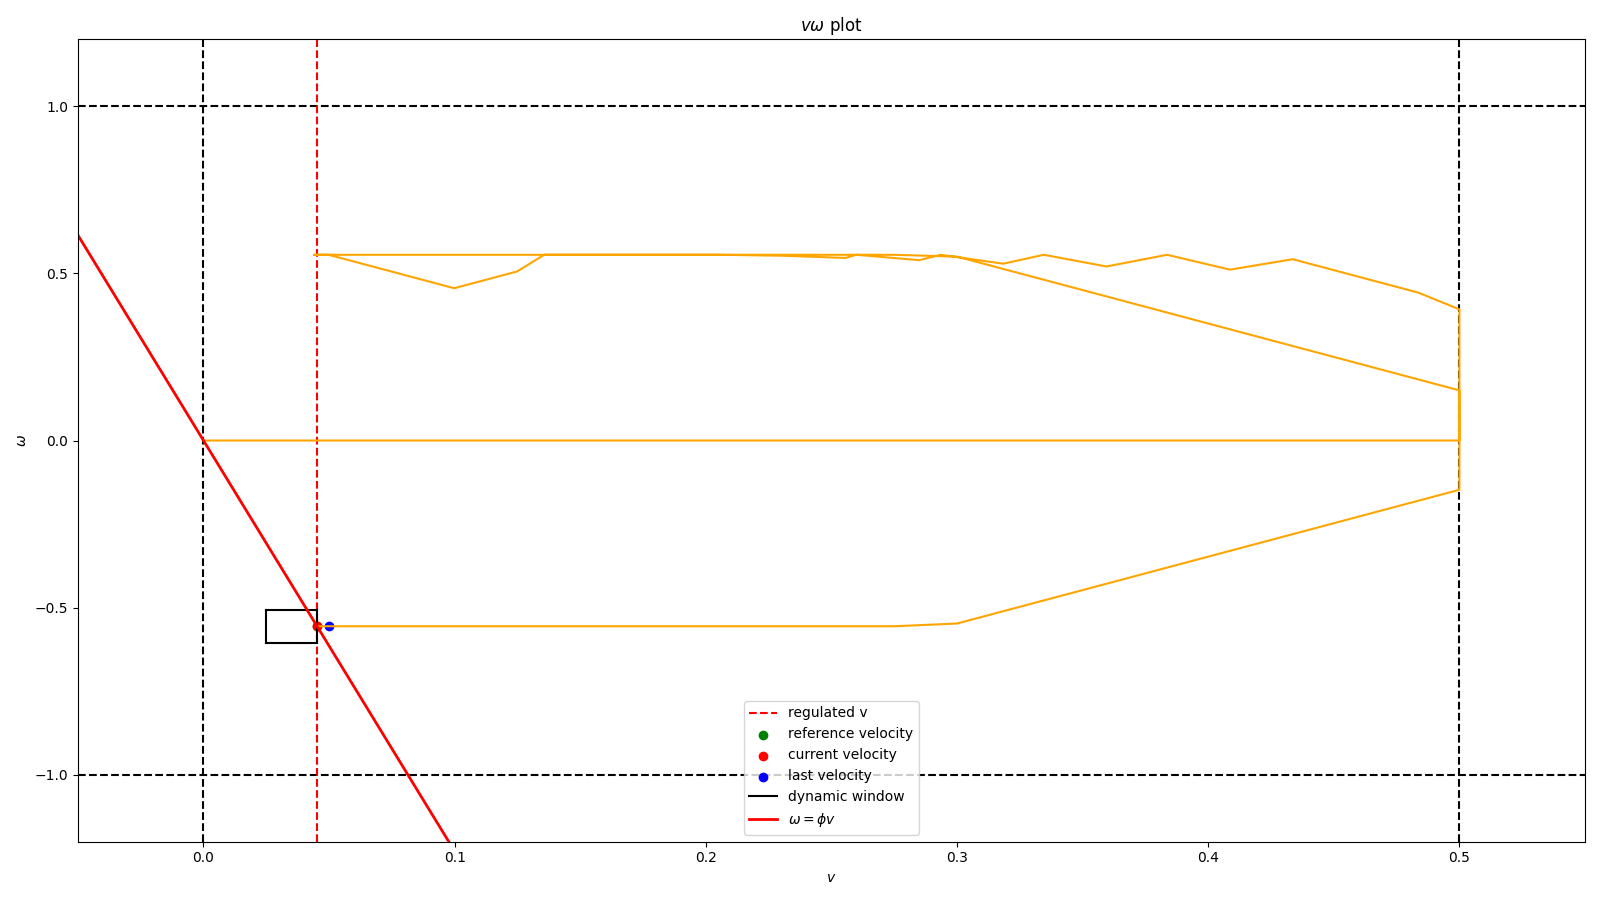 vω plot
1.0
0.5
0.0
−0.5
−1.0
ω
0.0
0.1
0.2
0.3
0.4
0.5
v
regulated v
reference velocity
current velocity
last velocity
dynamic window
ω = ϕv